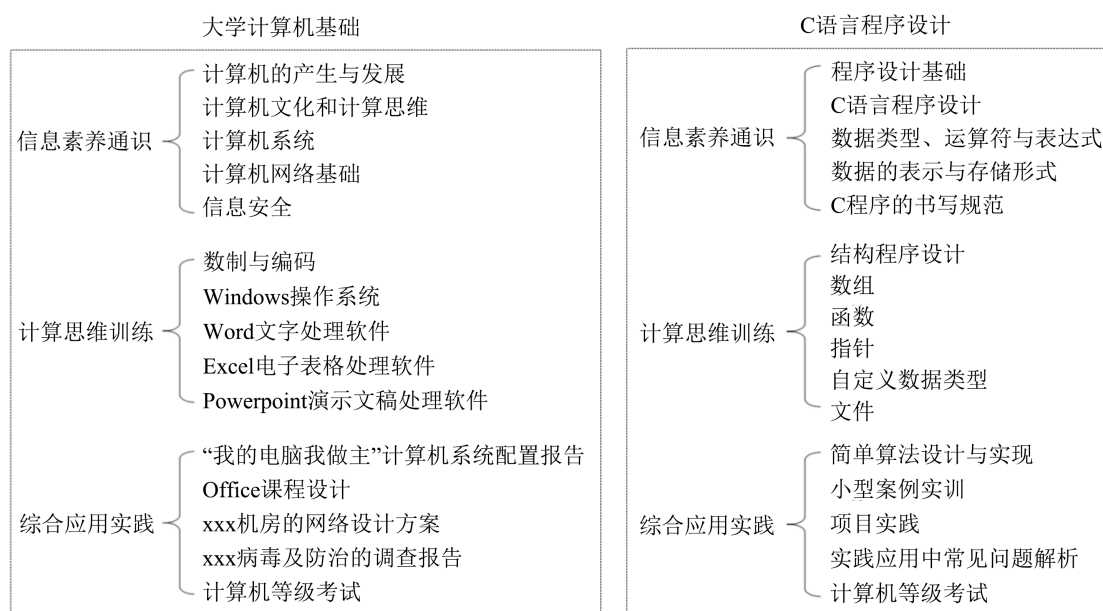 大学计算机基础
信息素养通识
计算机的产生与发展
计算机文化和计算思维
计算机系统
计算机网络基础
信息安全
计算思维训练
数制与编码
Windows操作系统
Word文字处理软件
Excel电子表格处理软件
Powerpoint演示文稿处理软件
综合应用实践
“我的电脑我做主”计算机系统配置报告
Office课程设计
xxx机房的网络设计方案
xxx病毒及防治的调查报告
计算机等级考试
C语言程序设计
信息素养通识
程序设计基础
C语言程序设计
数据类型、运算符与表达式
数据的表示与存储形式
C程序的书写规范
计算思维训练
结构程序设计
数组
函数
指针
自定义数据类型
文件
综合应用实践
简单算法设计与实现
小型案例实训
项目实践
实践应用中常见问题解析
计算机等级考试